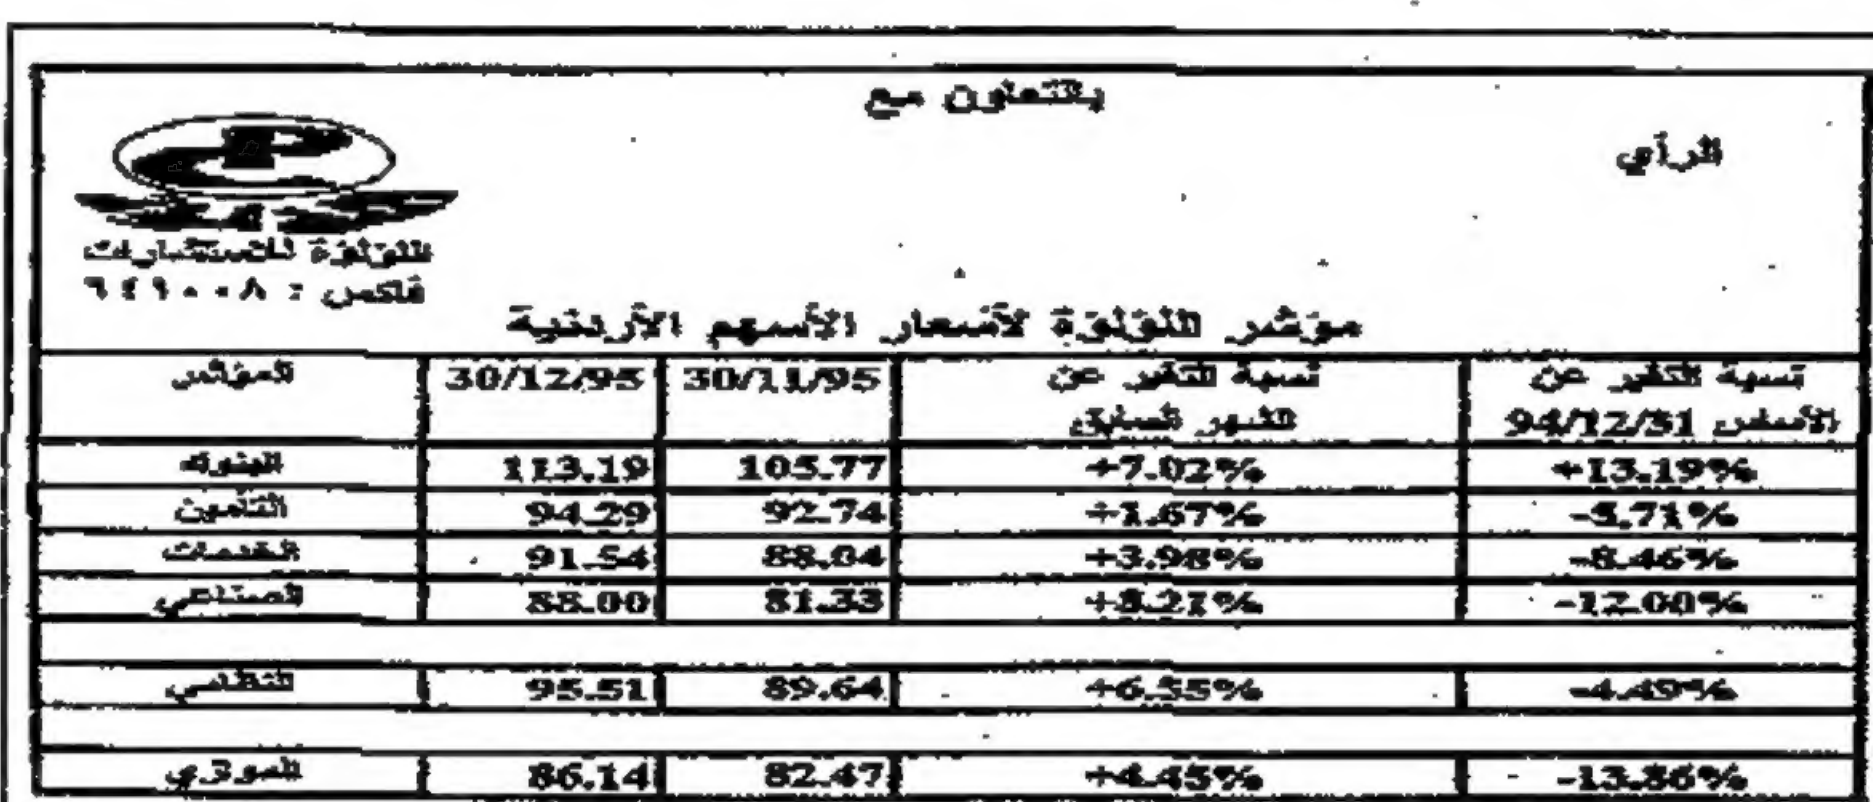 بالتعاون مع
الرأي
اللؤلؤة للاستشارات
فاكس : ٦٤٩٠٠٨
مؤشر اللؤلؤة لأسعار الأسهم الأردنية
المؤشر 30/12/95 30/11/95 نسبة التغير عن الشهر السابق نسبة التغير عن الأساس 94/12/31
البنوك 113.19 105.77 +7.02% +13.19%
التأمين 94.29 92.74 +1.67% -5.71%
الخدمات 91.54 88.04 +3.98% -8.46%
الصناعي 88.00 81.33 +8.21% -12.00%
النظامي 95.51 89.64 +6.55% -4.49%
الموازي 86.14 82.47 +4.45% -13.86%